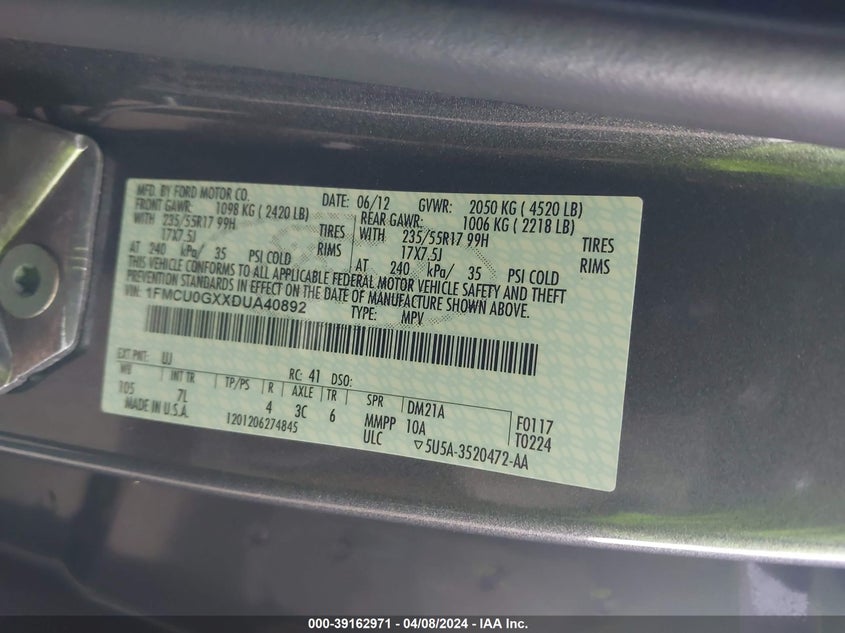 MFD. BY FORD MOTOR CO. DATE: 06/12 GVWR: 2050 KG ( 4520 LB)
FRONT GAWR: 1098 KG ( 2420 LB) REAR GAWR: 1006 KG ( 2218 LB)
WITH 235/55R17 99H TIRES WITH 235/55R17 99H TIRES
17X7.5J RIMS 17X7.5J RIMS
AT 240 kPa/ 35 PSI COLD AT 240 kPa/ 35 PSI COLD
THIS VEHICLE CONFORMS TO ALL APPLICABLE FEDERAL MOTOR VEHICLE SAFETY AND THEFT
PREVENTION STANDARDS IN EFFECT ON THE DATE OF MANUFACTURE SHOWN ABOVE.
VIN: 1FMCU0GXXDUA40892
TYPE: MPV
EXT PNT: UJ RC: 41 DSO:
WB INT TR TP/PS R AXLE TR SPR DM21A F0117
105 7L 4 3C 6 MMPP 10A T0224
MADE IN U.S.A. 1201206274845 ULC ▽5U5A-3520472-AA
000-39162971 - 04/08/2024 - IAA Inc.